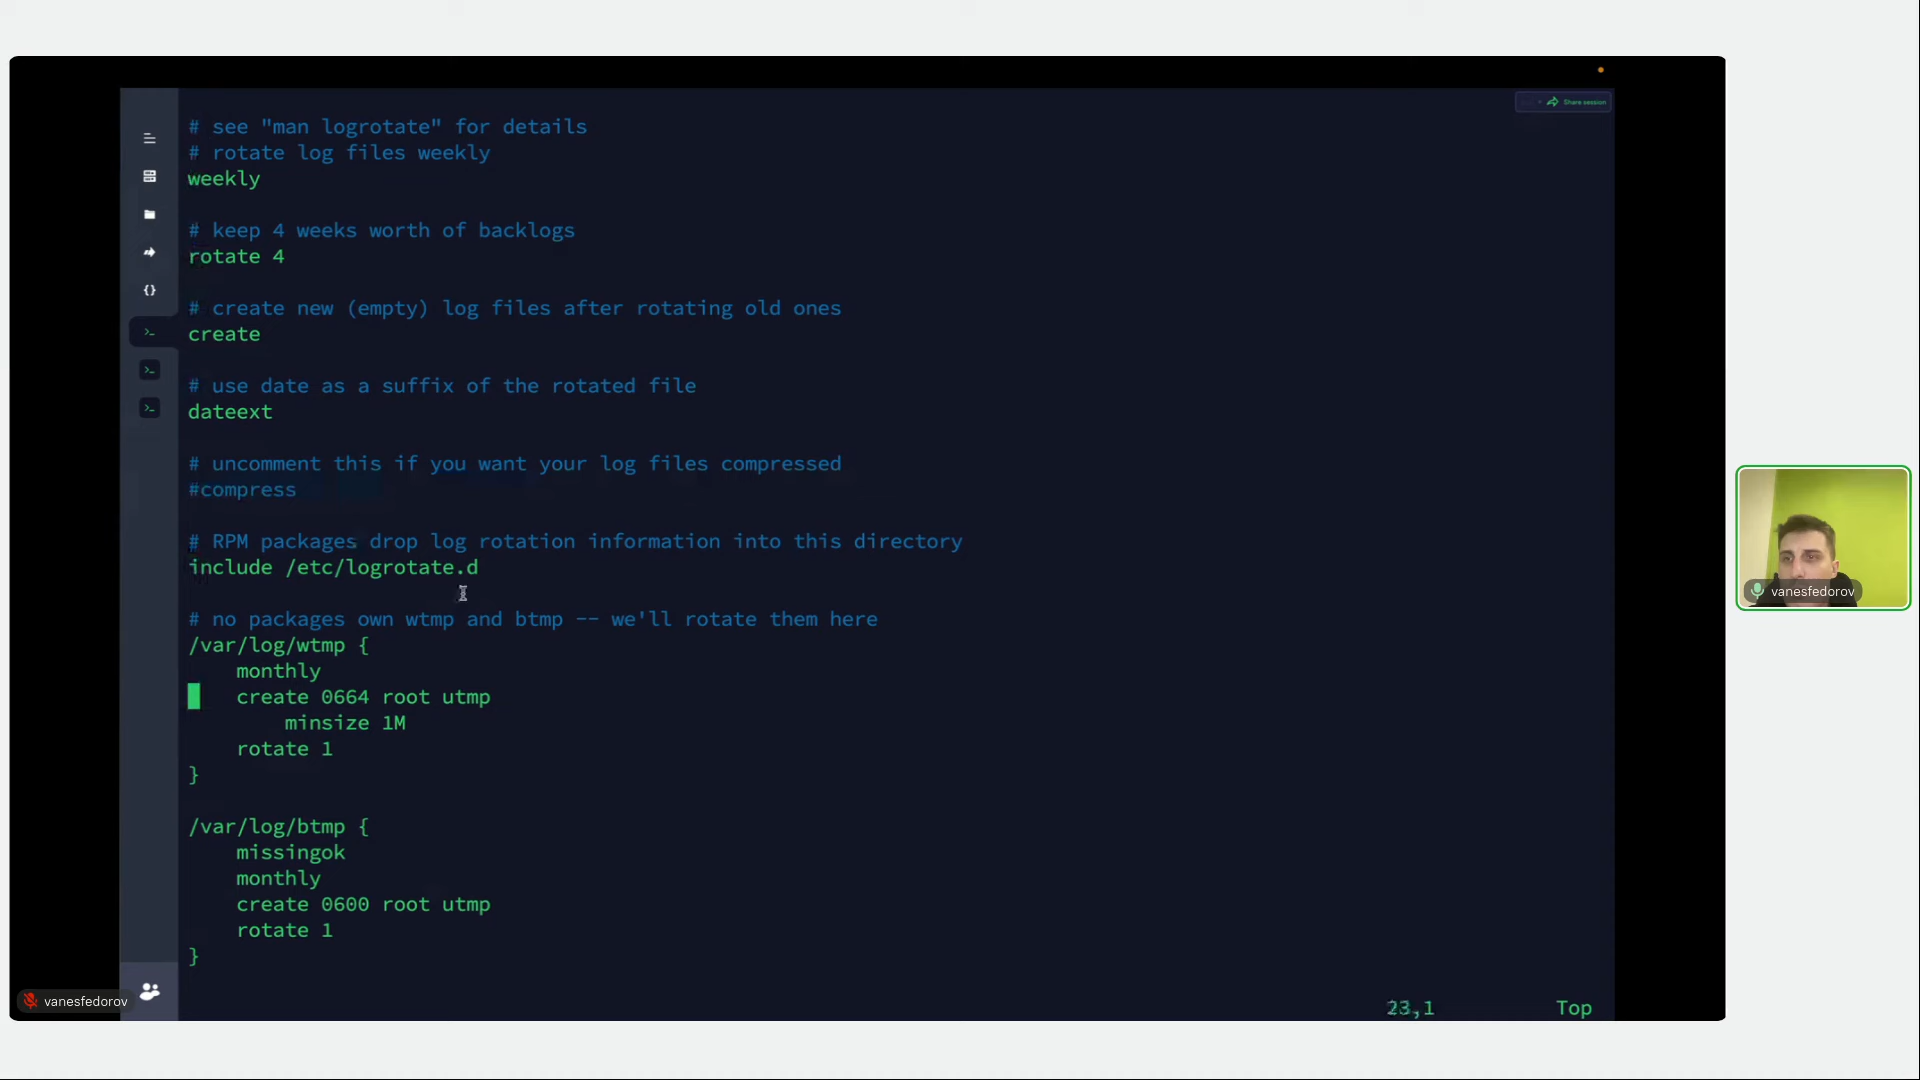 Share session
# see "man logrotate" for details
# rotate log files weekly
weekly
# keep 4 weeks worth of backlogs
rotate 4
# create new (empty) log files after rotating old ones
create
# use date as a suffix of the rotated file
dateext
# uncomment this if you want your log files compressed
#compress
# RPM packages drop log rotation information into this directory
include /etc/logrotate.d
# no packages own wtmp and btmp -- we'll rotate them here
/var/log/wtmp {
    monthly
    create 0664 root utmp
        minsize 1M
    rotate 1
}
/var/log/btmp {
    missingok
    monthly
    create 0600 root utmp
    rotate 1
}
23,1 Top
vanesfedorov
vanesfedorov